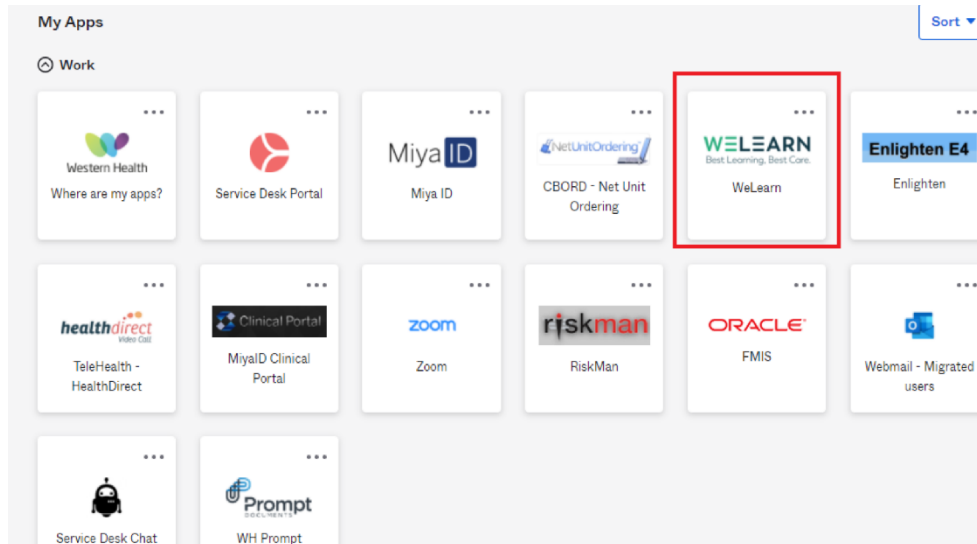 My Apps
Sort
Work
Western Health
Where are my apps?
Service Desk Portal
Miya ID
Miya ID
NetUnitOrdering
CBORD - Net Unit
Ordering
WELEARN
Best Learning, Best Care.
WeLearn
Enlighten E4
Enlighten
healthdirect
Video Call
TeleHealth -
HealthDirect
Clinical Portal
MiyaID Clinical
Portal
zoom
Zoom
riskman
RiskMan
ORACLE
FMIS
Webmail - Migrated
users
Service Desk Chat
Prompt
DOCUMENTS
WH Prompt